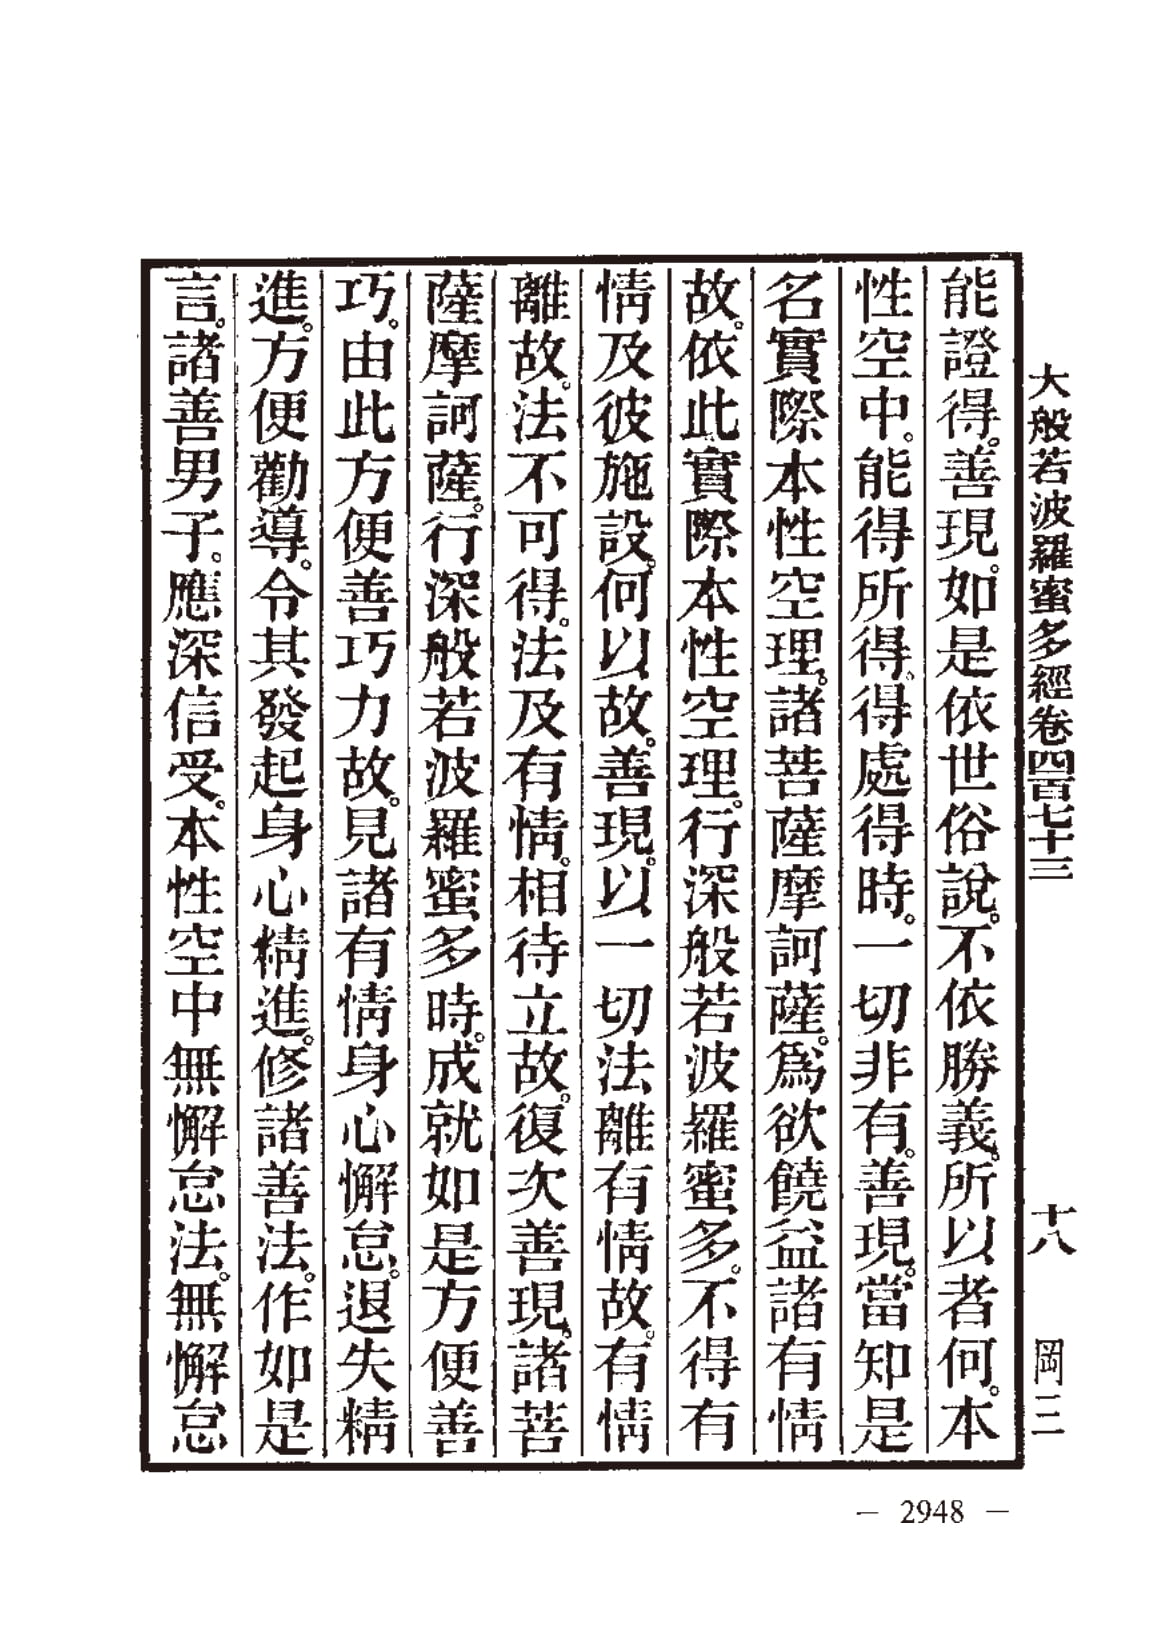 大般若波羅蜜多經卷四百七十三　十八　岡三
能證得。善現。如是依世俗說。不依勝義。所以者何。本
性空中。能得所得。得處得時。一切非有。善現。當知是
名實際本性空理。諸菩薩摩訶薩。爲欲饒益諸有情
故。依此實際本性空理。行深般若波羅蜜多。不得有
情及彼施設。何以故。善現。以一切法離有情故。有情
離故。法不可得。法及有情。相待立故。復次善現。諸菩
薩摩訶薩。行深般若波羅蜜多時。成就如是方便善
巧。由此方便善巧力故。見諸有情身心懈怠。退失精
進。方便勸導。令其發起身心精進。修諸善法。作如是
言。諸善男子。應深信受。本性空中無懈怠法。無懈怠
— 2948 —